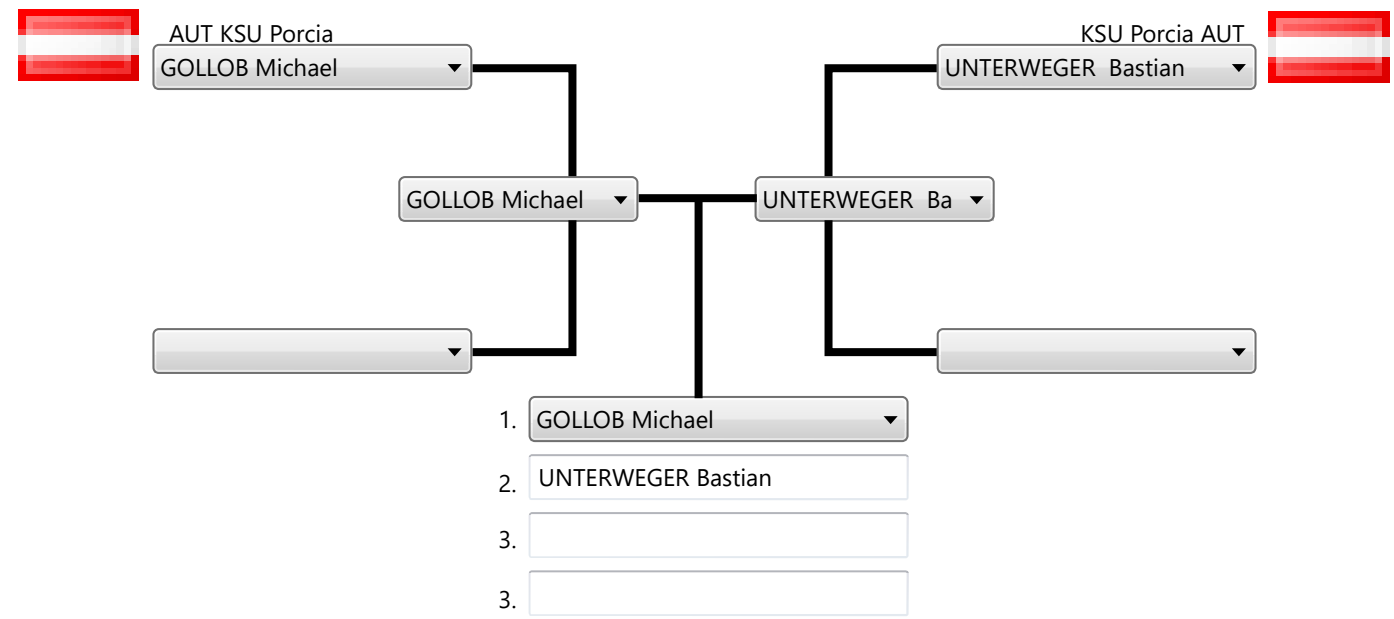 AUT KSU Porcia
KSU Porcia AUT
GOLLOB Michael
UNTERWEGER  Bastian
GOLLOB Michael
UNTERWEGER  Ba
1. GOLLOB Michael
2. UNTERWEGER Bastian
3.
3.